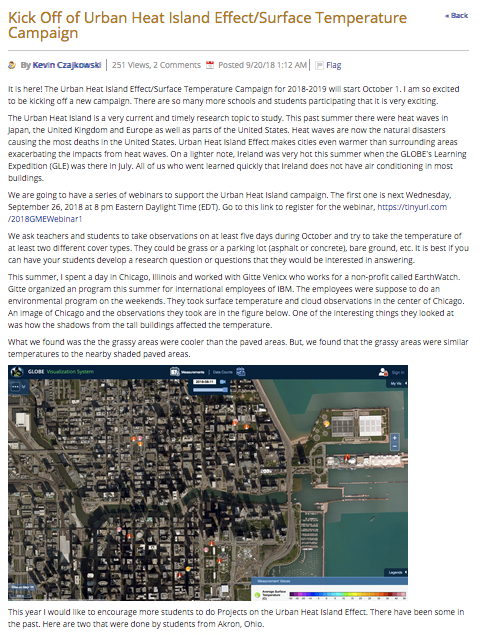 Kick Off of Urban Heat Island Effect/Surface Temperature
Campaign
« Back
By Kevin Czajkowski
251 Views, 2 Comments
Posted 9/20/18 1:12 AM
Flag
It is here! The Urban Heat Island Effect/Surface Temperature Campaign for 2018-2019 will start October 1. I am so excited
to be kicking off a new campaign. There are so many more schools and students participating that it is very exciting.
The Urban Heat Island is a very current and timely research topic to study. This past summer there were heat waves in
Japan, the United Kingdom and Europe as well as parts of the United States. Heat waves are now the natural disasters
causing the most deaths in the United States. Urban Heat Island Effect makes cities even warmer than surrounding areas
exacerbating the impacts from heat waves. On a lighter note, Ireland was very hot this summer when the GLOBE's Learning
Expedition (GLE) was there in July. All of us who went learned quickly that Ireland does not have air conditioning in most
buildings.
We are going to have a series of webinars to support the Urban Heat Island campaign. The first one is next Wednesday,
September 26, 2018 at 8 pm Eastern Daylight Time (EDT). Go to this link to register for the webinar, https://tinyurl.com
/2018GMEWebinar1
We ask teachers and students to take observations on at least five days during October and try to take the temperature of
at least two different cover types. They could be grass or a parking lot (asphalt or concrete), bare ground, etc. It is best if you
can have your students develop a research question or questions that they would be interested in answering.
This summer, I spent a day in Chicago, Illinois and worked with Gitte Venicx who works for a non-profit called EarthWatch.
Gitte organized an program this summer for international employees of IBM. The employees were suppose to do an
environmental program on the weekends. They took surface temperature and cloud observations in the center of Chicago.
An image of Chicago and the observations they took are in the figure below. One of the interesting things they looked at
was how the shadows from the tall buildings affected the temperature.
What we found was the the grassy areas were cooler than the paved areas. But, we found that the grassy areas were similar
temperatures to the nearby shaded paved areas.
GLOBE Visualization System
Measurements
Data Counts
Sign in
2018-08-11
My Vis
Legends
Measurement Values
Average Surface
Temperature
This year I would like to encourage more students to do Projects on the Urban Heat Island Effect. There have been some in
the past. Here are two that were done by students from Akron, Ohio.